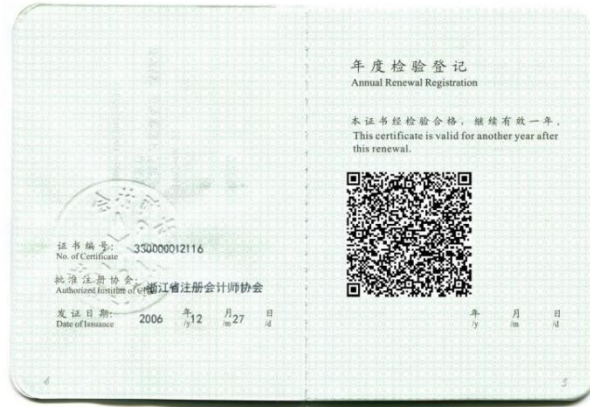 证书编号: 330000012116
No. of Certificate
批准注册协会: 浙江省注册会计师协会
Authorized Institute of CPAs
发证日期: 2006 年 12 月 27 日
Date of Issuance /y /m /d
6
年度检验登记
Annual Renewal Registration
本证书经检验合格，继续有效一年。
This certificate is valid for another year after
this renewal.
年 月 日
/y /m /d
5